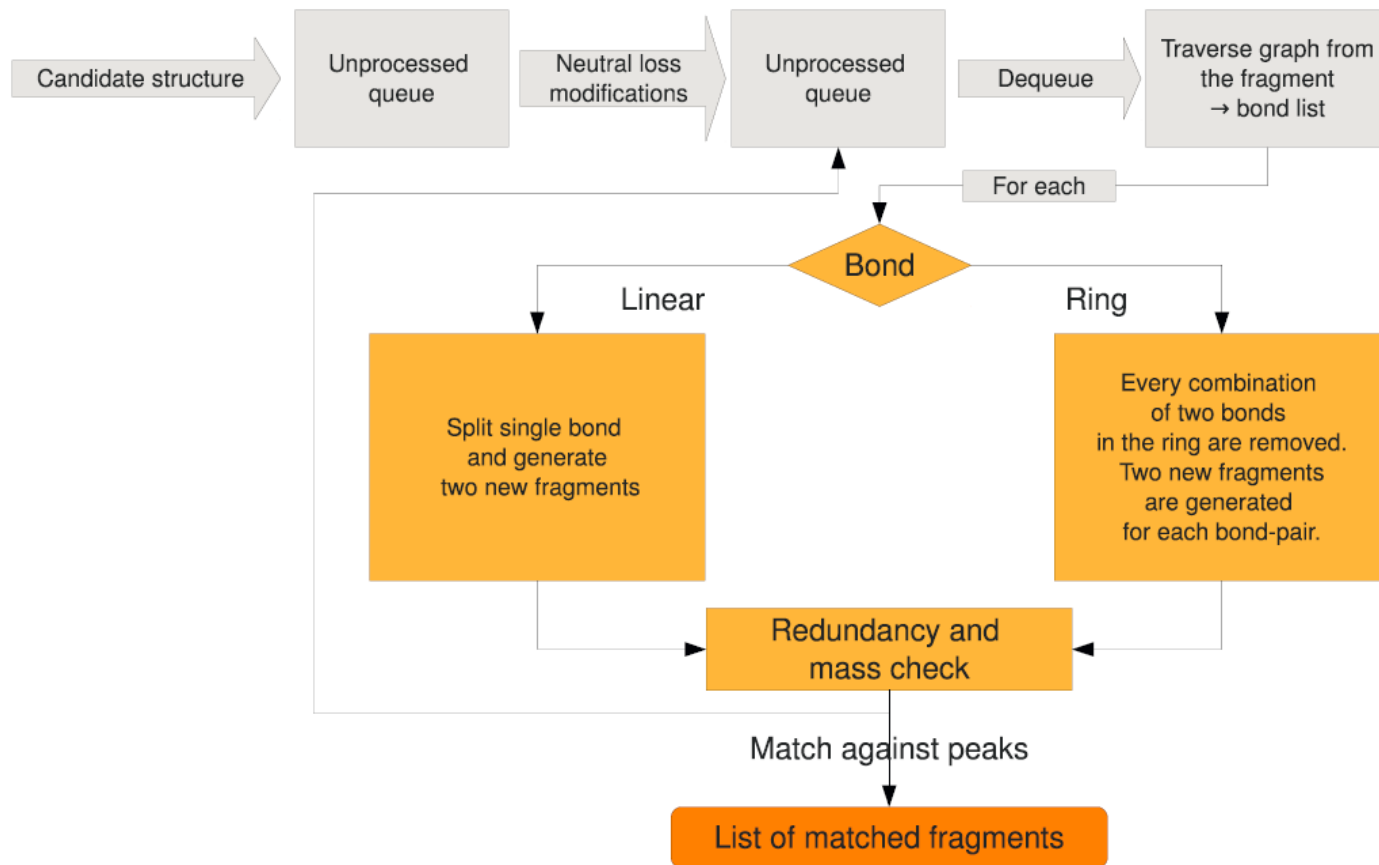 Candidate structure
Unprocessed
queue
Neutral loss
modifications
Unprocessed
queue
Dequeue
Traverse graph from
the fragment
→ bond list
For each
Bond
Linear
Ring
Split single bond
and generate
two new fragments
Every combination
of two bonds
in the ring are removed.
Two new fragments
are generated
for each bond-pair.
Redundancy and
mass check
Match against peaks
List of matched fragments